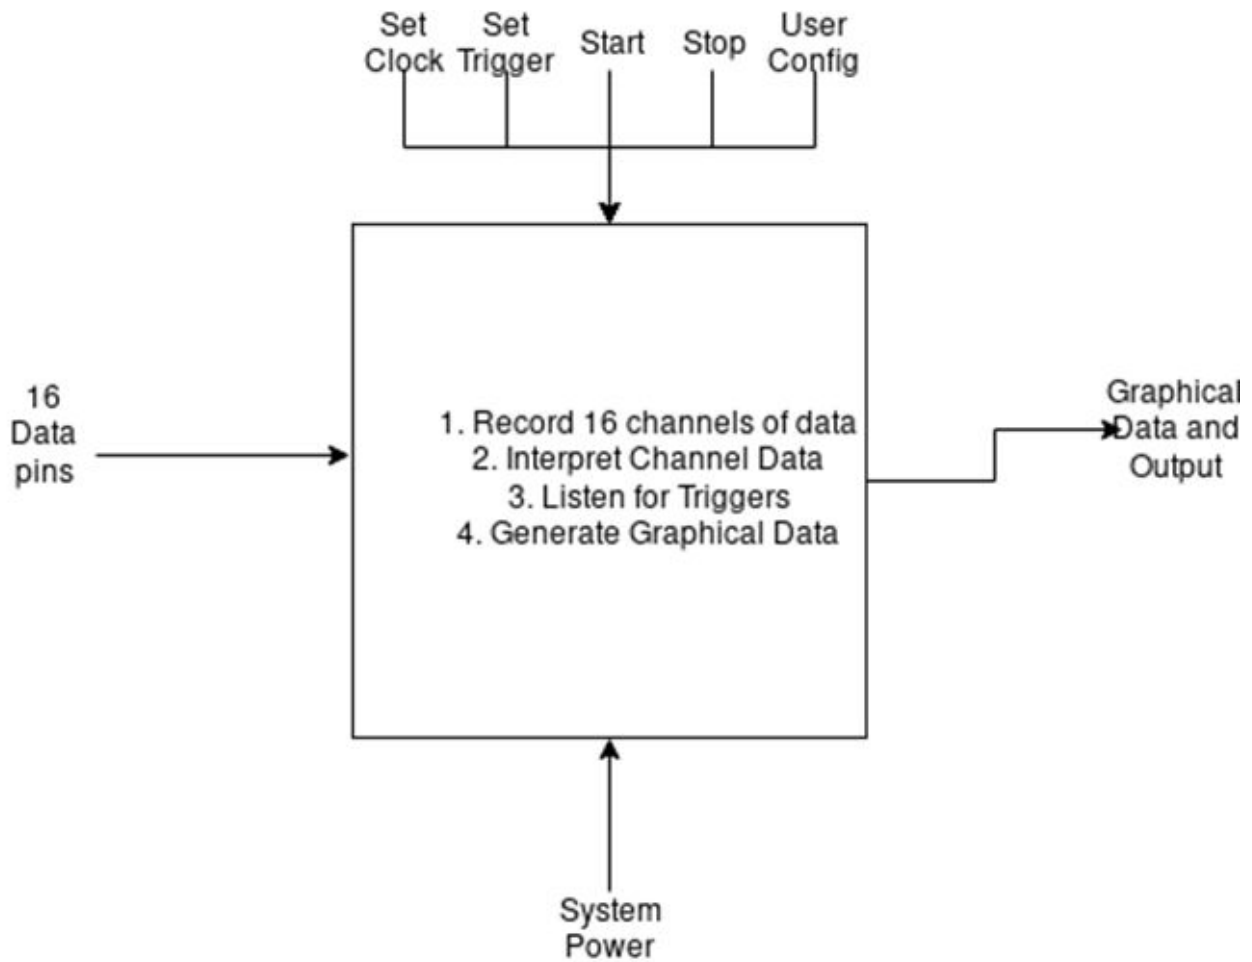 Set
Clock
Set
Trigger
Start
Stop
User
Config
16
Data
pins
1. Record 16 channels of data
2. Interpret Channel Data
3. Listen for Triggers
4. Generate Graphical Data
Graphical
Data and
Output
System
Power